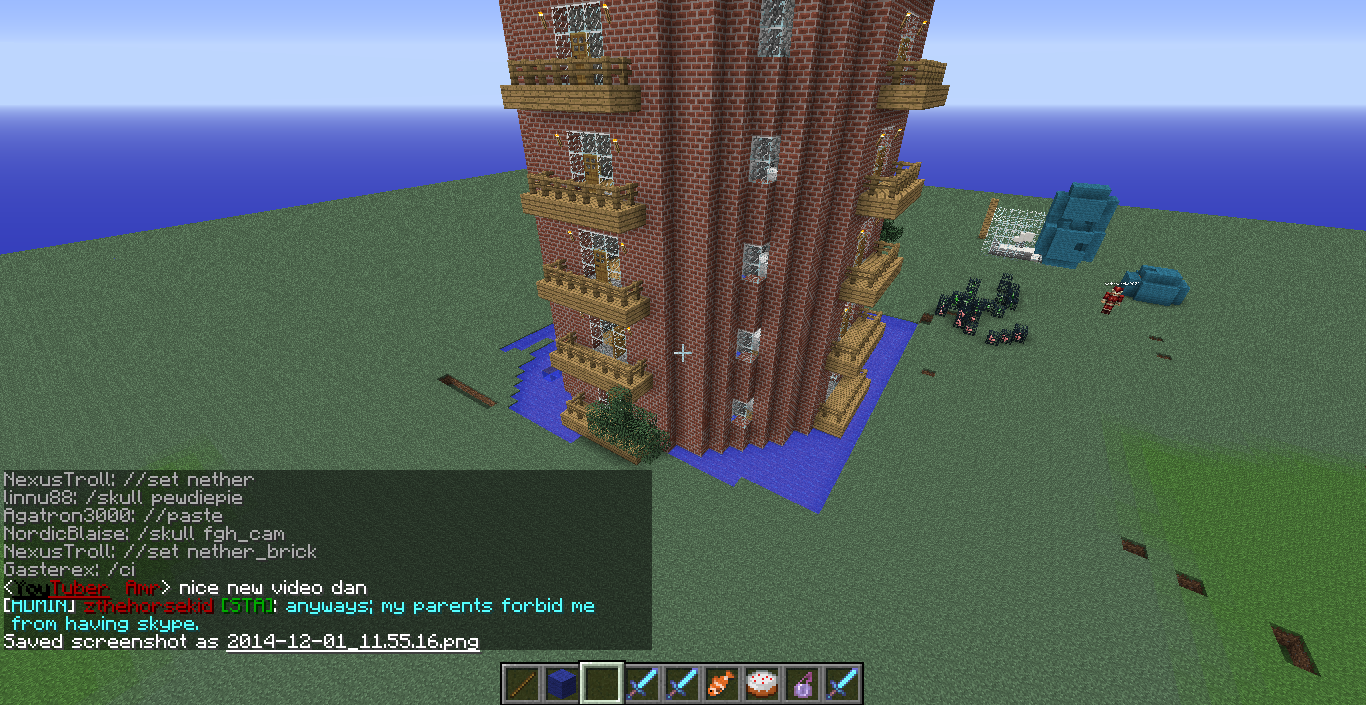 NexusTroll: //set nether
linnu88: /skull pewdiepie
Agatron3000: //paste
NordicBlaise: /skull fgh_cam
NexusTroll: //set nether_brick
Gasterex: /ci
<YouTuber Amr> nice new video dan
[ADMIN] zthehorsekid [STA]: anyways; my parents forbid me
from having skype.
Saved screenshot as 2014-12-01_11.55.16.png